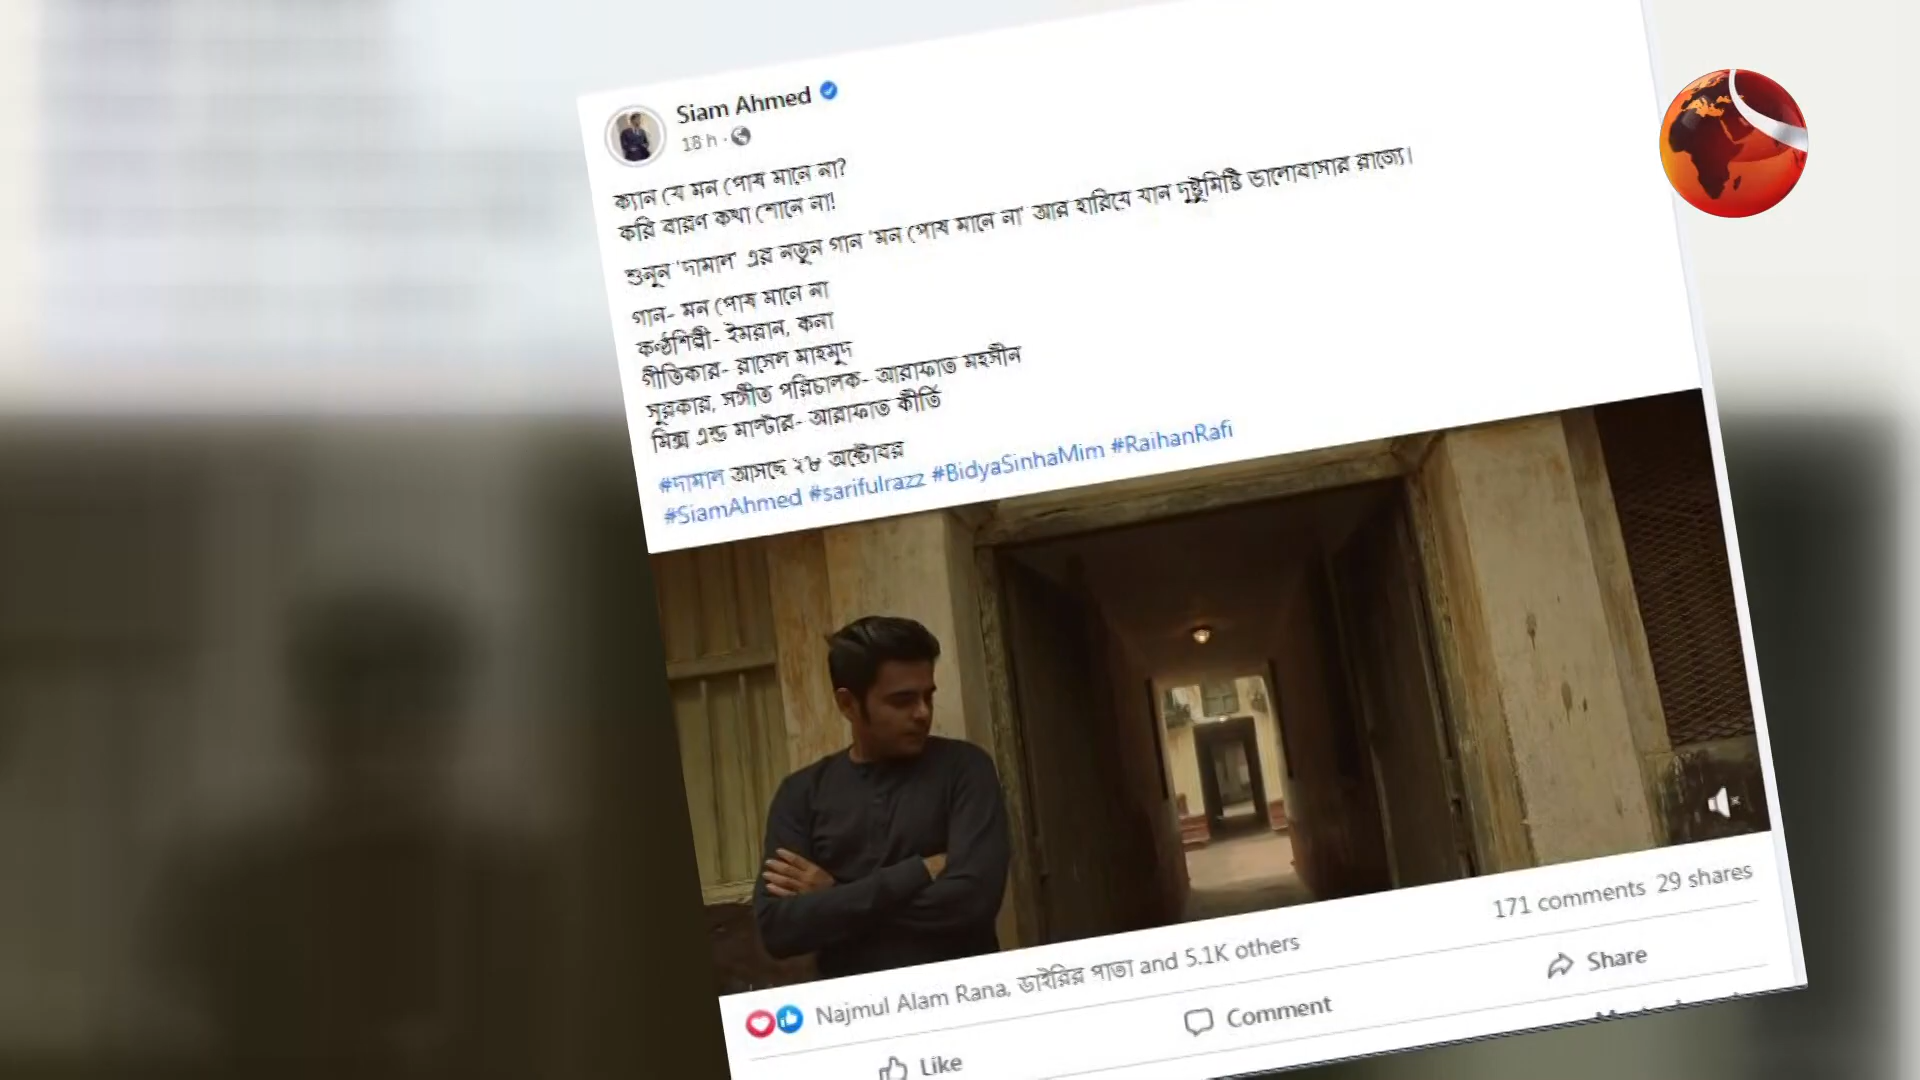 Siam Ahmed
18 h ·
ক্যান যে মন পোষ মানে না?
করি বারণ কথা শোনে না!
শুনুন 'দামাল' এর নতুন গান 'মন পোষ মানে না' আর হারিয়ে যান দুষ্টুমিষ্টি ভালোবাসার রাজ্যে।
গান- মন পোষ মানে না
কণ্ঠশিল্পী- ইমরান, কনা
গীতিকার- রাসেল মাহমুদ
সুরকার, সঙ্গীত পরিচালক- আরাফাত মহসীন
মিক্স এন্ড মাস্টার- আরাফাত কীর্তি
#দামাল আসছে ২৮ অক্টোবর
#SiamAhmed #sarifulrazz #BidyaSinhaMim #RaihanRafi
171 comments 29 shares
Najmul Alam Rana, ডাইরির পাতা and 5.1K others
Like
Comment
Share